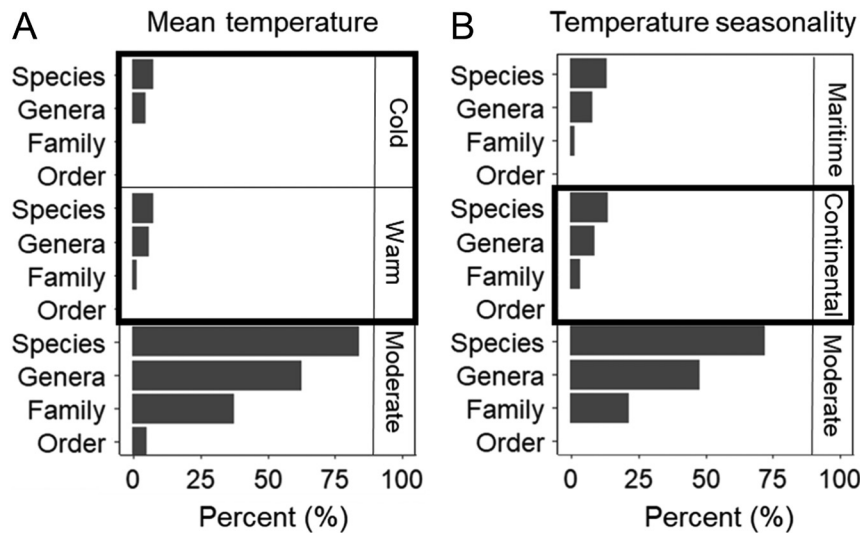 A Mean temperature
Species
Genera
Family
Order
Cold
Species
Genera
Family
Order
Warm
Species
Genera
Family
Order
Moderate
0 25 50 75 100
Percent (%)
B Temperature seasonality
Species
Genera
Family
Order
Maritime
Species
Genera
Family
Order
Continental
Species
Genera
Family
Order
Moderate
0 25 50 75 100
Percent (%)